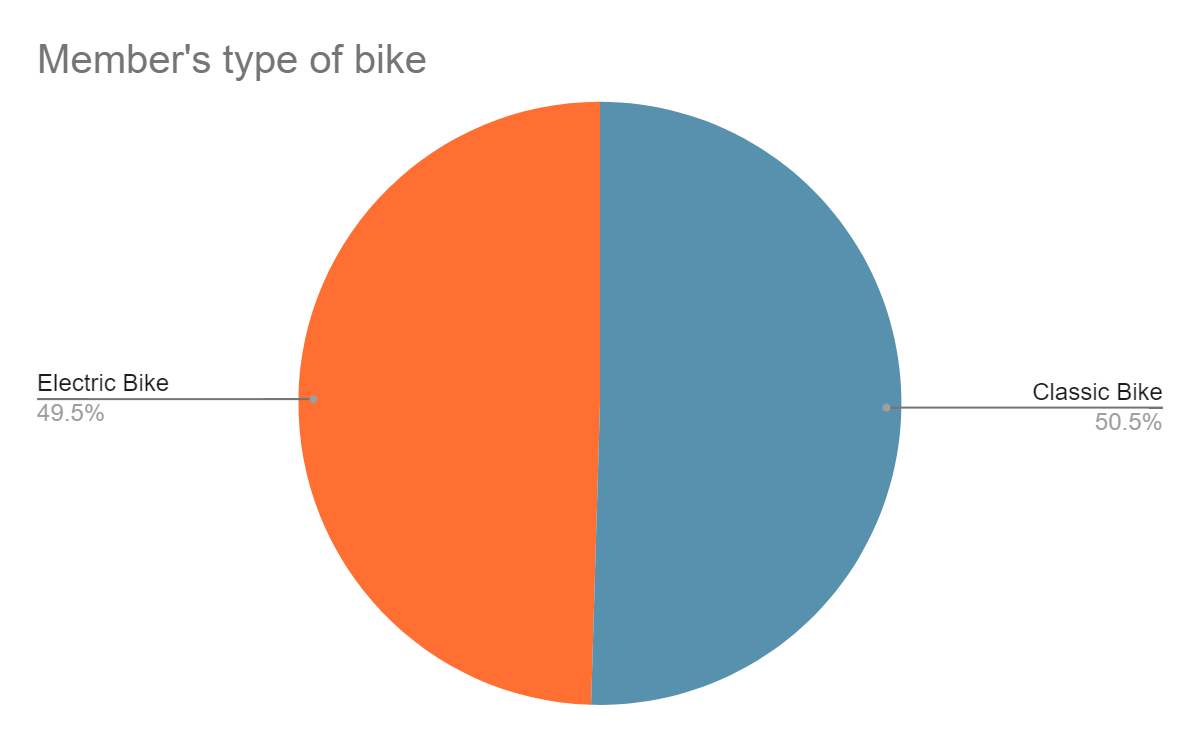 Member's type of bike
Electric Bike
49.5%
Classic Bike
50.5%